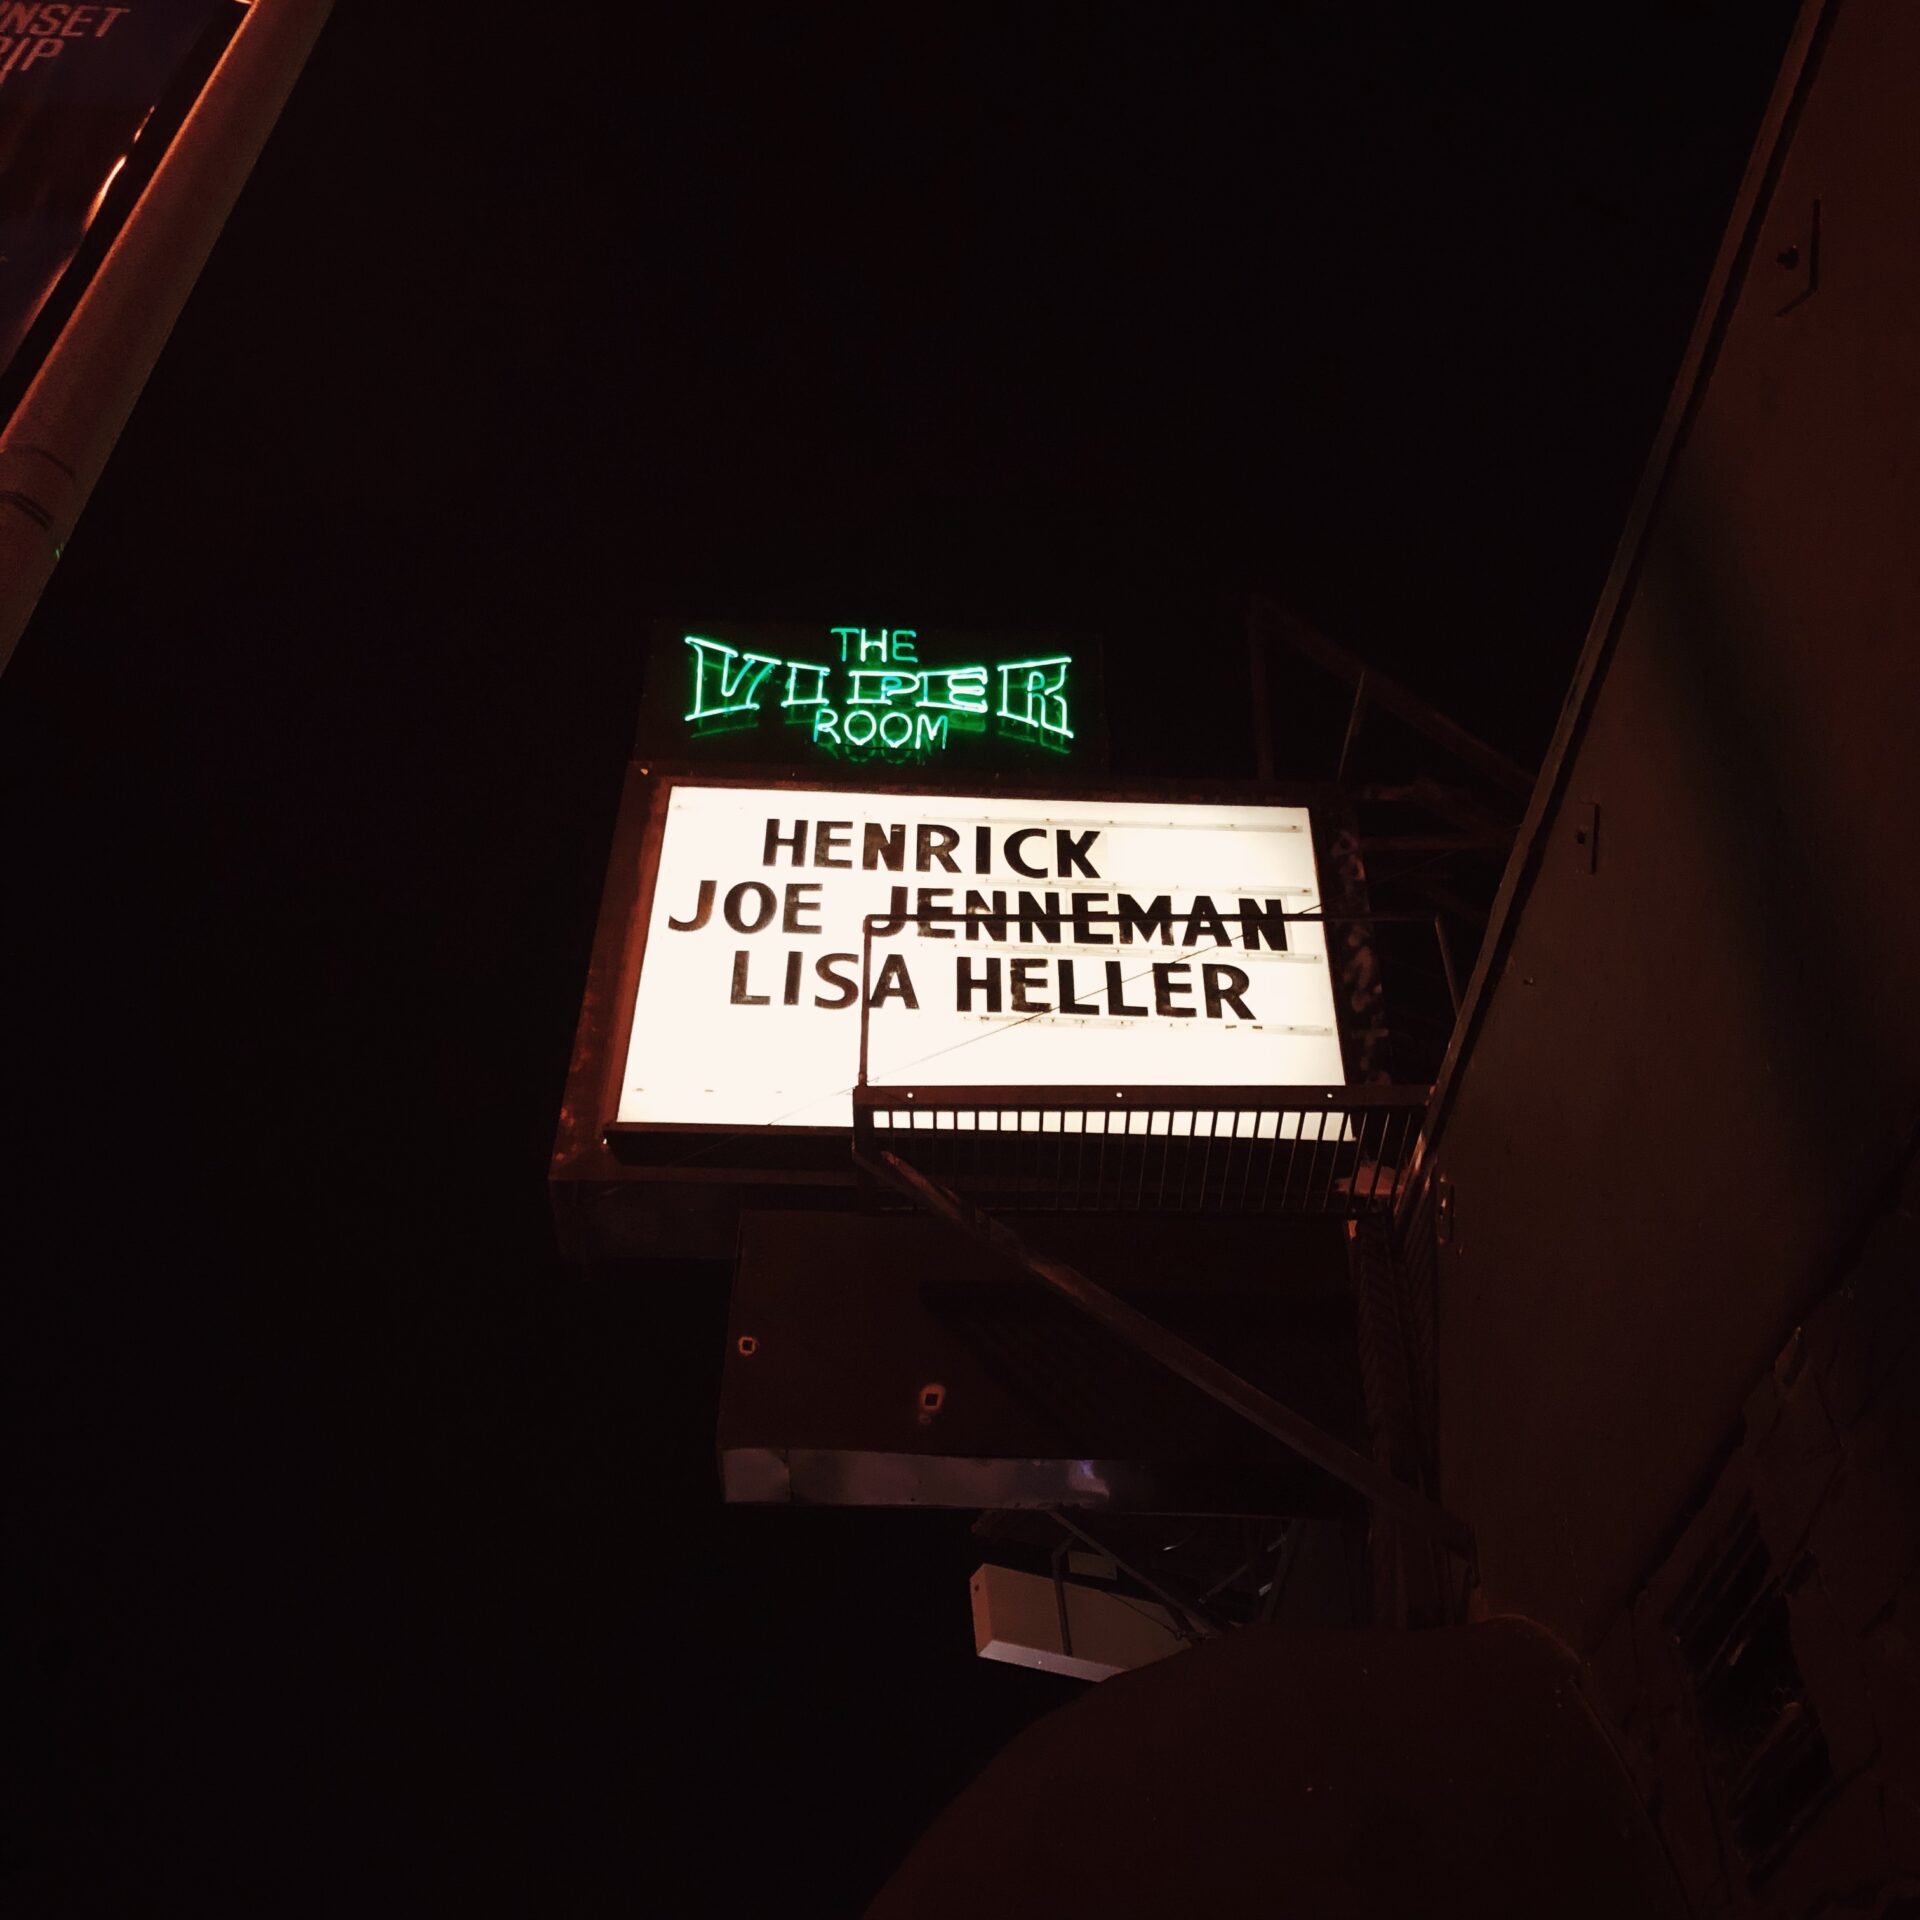 THE
VIPER
ROOM
HENRICK
JOE JENNEMAN
LISA HELLER